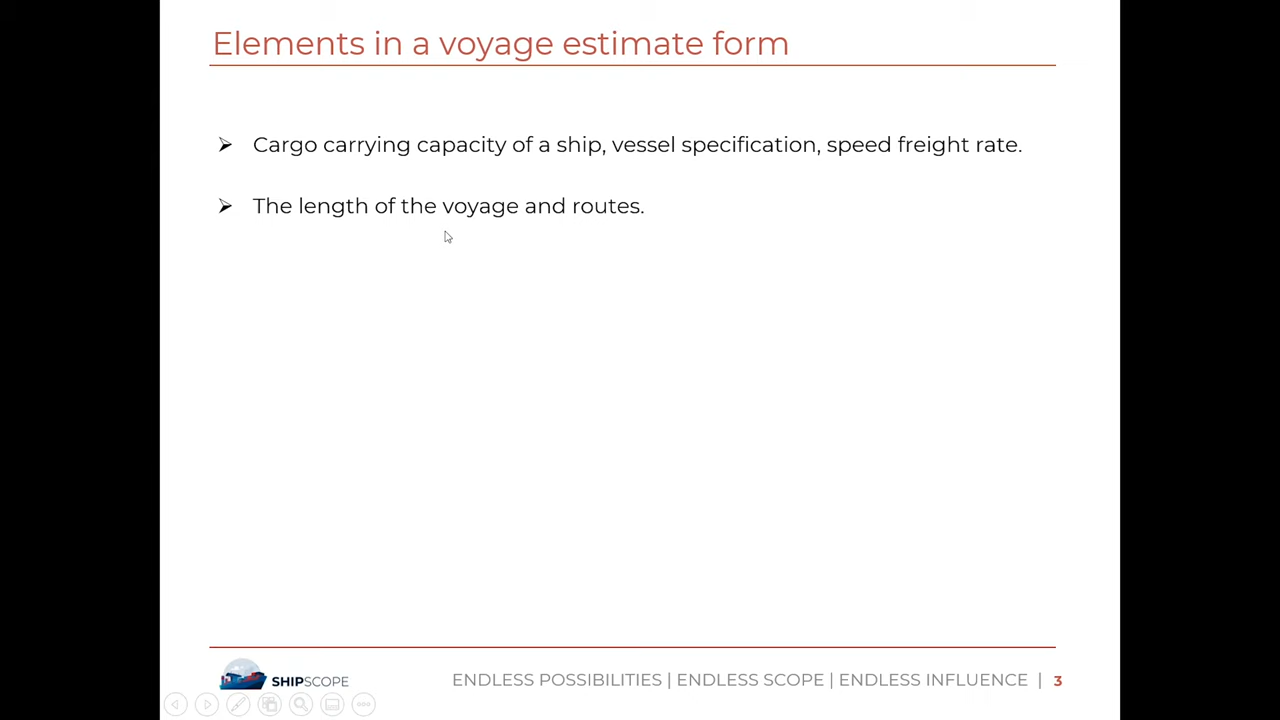 Elements in a voyage estimate form
Cargo carrying capacity of a ship, vessel specification, speed freight rate.
The length of the voyage and routes.
SHIPSCOPE
ENDLESS POSSIBILITIES | ENDLESS SCOPE | ENDLESS INFLUENCE | 3